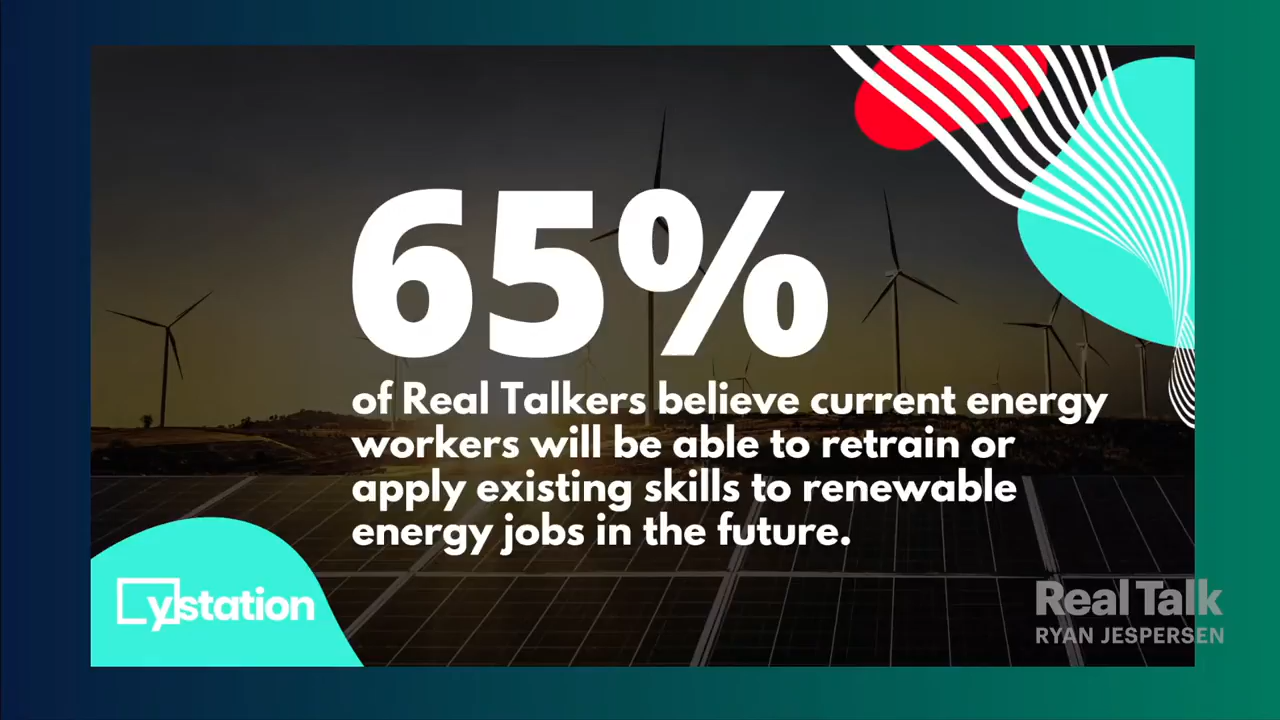 65%
of Real Talkers believe current energy
workers will be able to retrain or
apply existing skills to renewable
energy jobs in the future.
ystation
Real Talk
RYAN JESPERSEN